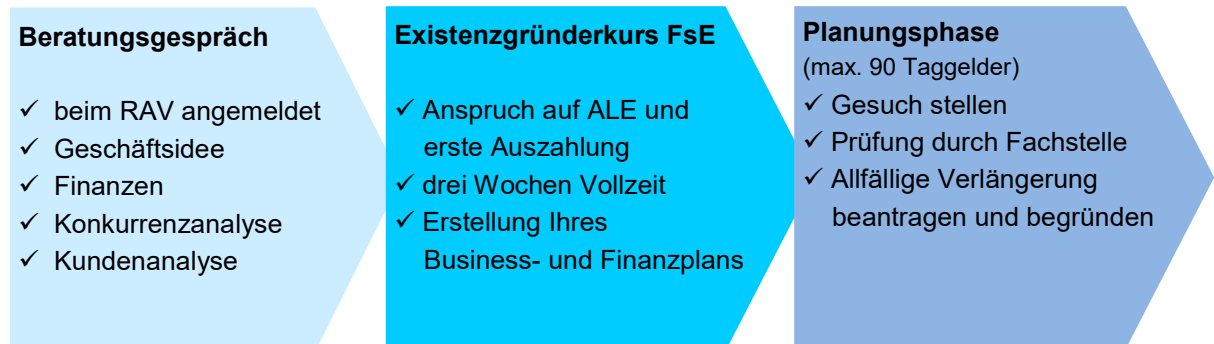 Beratungsgespräch
✓ beim RAV angemeldet
✓ Geschäftsidee
✓ Finanzen
✓ Konkurrenzanalyse
✓ Kundenanalyse
Existenzgründerkurs FsE
✓ Anspruch auf ALE und
erste Auszahlung
✓ drei Wochen Vollzeit
✓ Erstellung Ihres
Business- und Finanzplans
Planungsphase
(max. 90 Taggelder)
✓ Gesuch stellen
✓ Prüfung durch Fachstelle
✓ Allfällige Verlängerung
beantragen und begründen